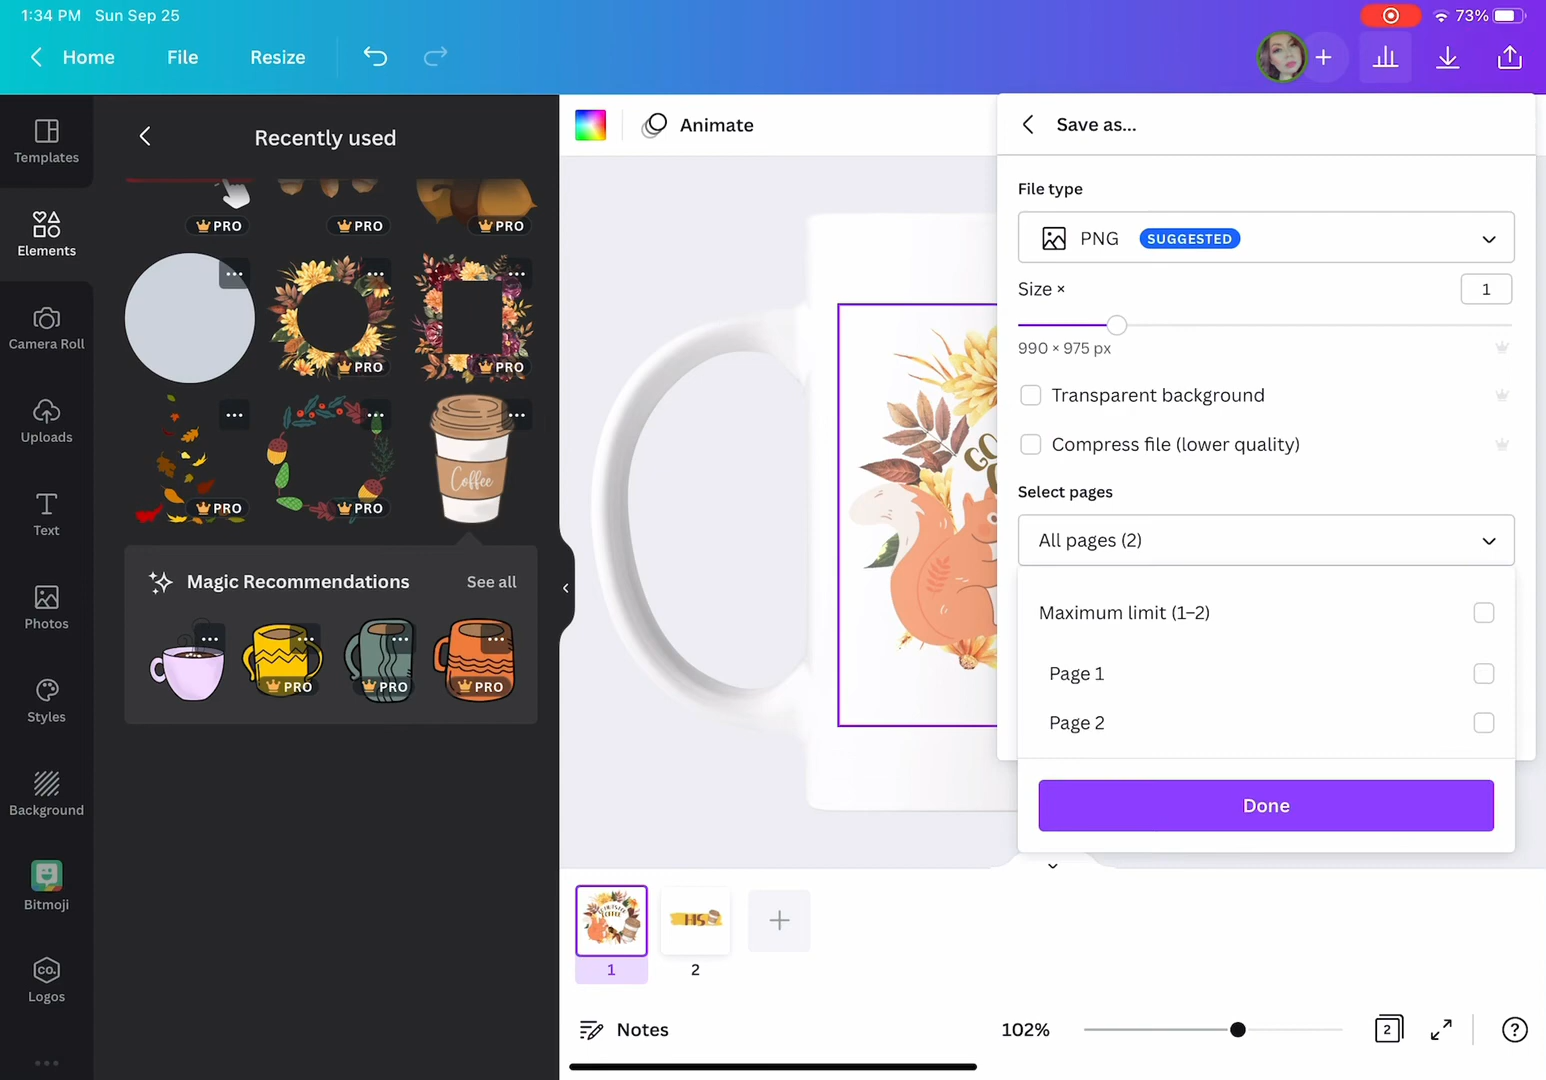 1:34 PM Sun Sep 25
73%
Home File Resize
Templates
Elements
Camera Roll
Uploads
Text
Photos
Styles
Background
Bitmoji
CO.
Logos
Recently used
PRO PRO PRO
PRO PRO
PRO PRO
Coffee
Magic Recommendations See all
PRO PRO PRO
Animate
Save as...
File type
PNG SUGGESTED
Size × 1
990 × 975 px
Transparent background
Compress file (lower quality)
Select pages
All pages (2)
Maximum limit (1–2)
Page 1
Page 2
Done
HIS
1 2
Notes 102% 2 ?